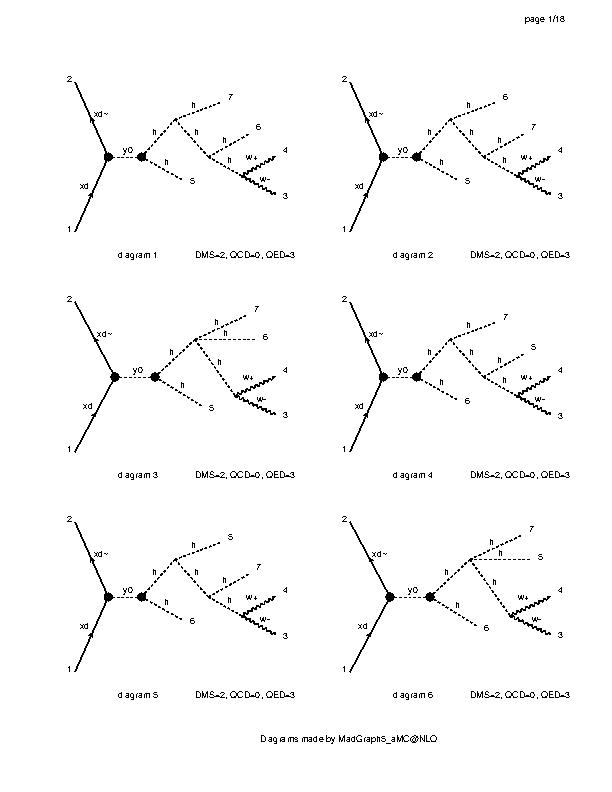 page 1/18
2
xd~
xd
1
y0
h
h
h
h
h
7
6
5
w+
w-
4
3
diagram 1 DMS=2, QCD=0, QED=3
2
xd~
xd
1
y0
h
h
h
h
h
6
7
5
w+
w-
4
3
diagram 2 DMS=2, QCD=0, QED=3
2
xd~
xd
1
y0
h
h
h
h
h
7
6
5
w+
w-
4
3
diagram 3 DMS=2, QCD=0, QED=3
2
xd~
xd
1
y0
h
h
h
h
h
7
5
6
w+
w-
4
3
diagram 4 DMS=2, QCD=0, QED=3
2
xd~
xd
1
y0
h
h
h
h
h
5
7
6
w+
w-
4
3
diagram 5 DMS=2, QCD=0, QED=3
2
xd~
xd
1
y0
h
h
h
h
h
7
5
6
w+
w-
4
3
diagram 6 DMS=2, QCD=0, QED=3
Diagrams made by MadGraph5_aMC@NLO